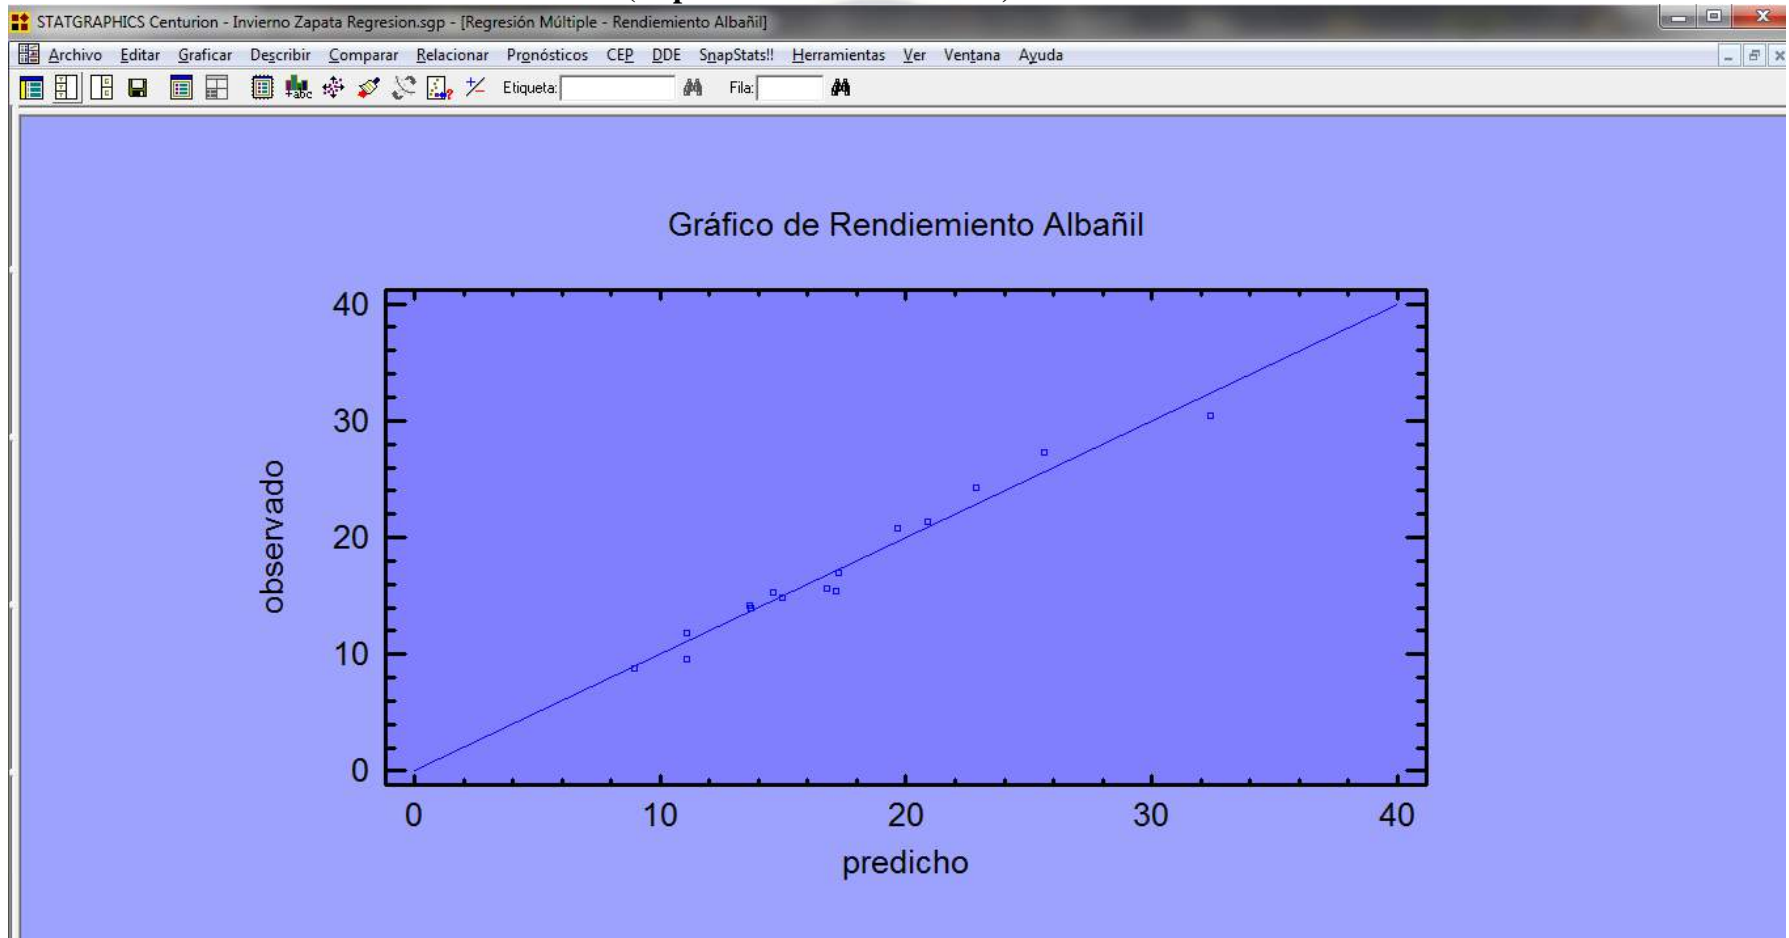 STATGRAPHICS Centurion - Invierno Zapata Regresion.sgp - [Regresión Múltiple - Rendiemiento Albañil]
Archivo Editar Graficar Describir Comparar Relacionar Pronósticos CEP DDE SnapStats!! Herramientas Ver Ventana Ayuda
Etiqueta: Fila:
Gráfico de Rendiemiento Albañil
40
30
20
10
0
observado
0 10 20 30 40
predicho